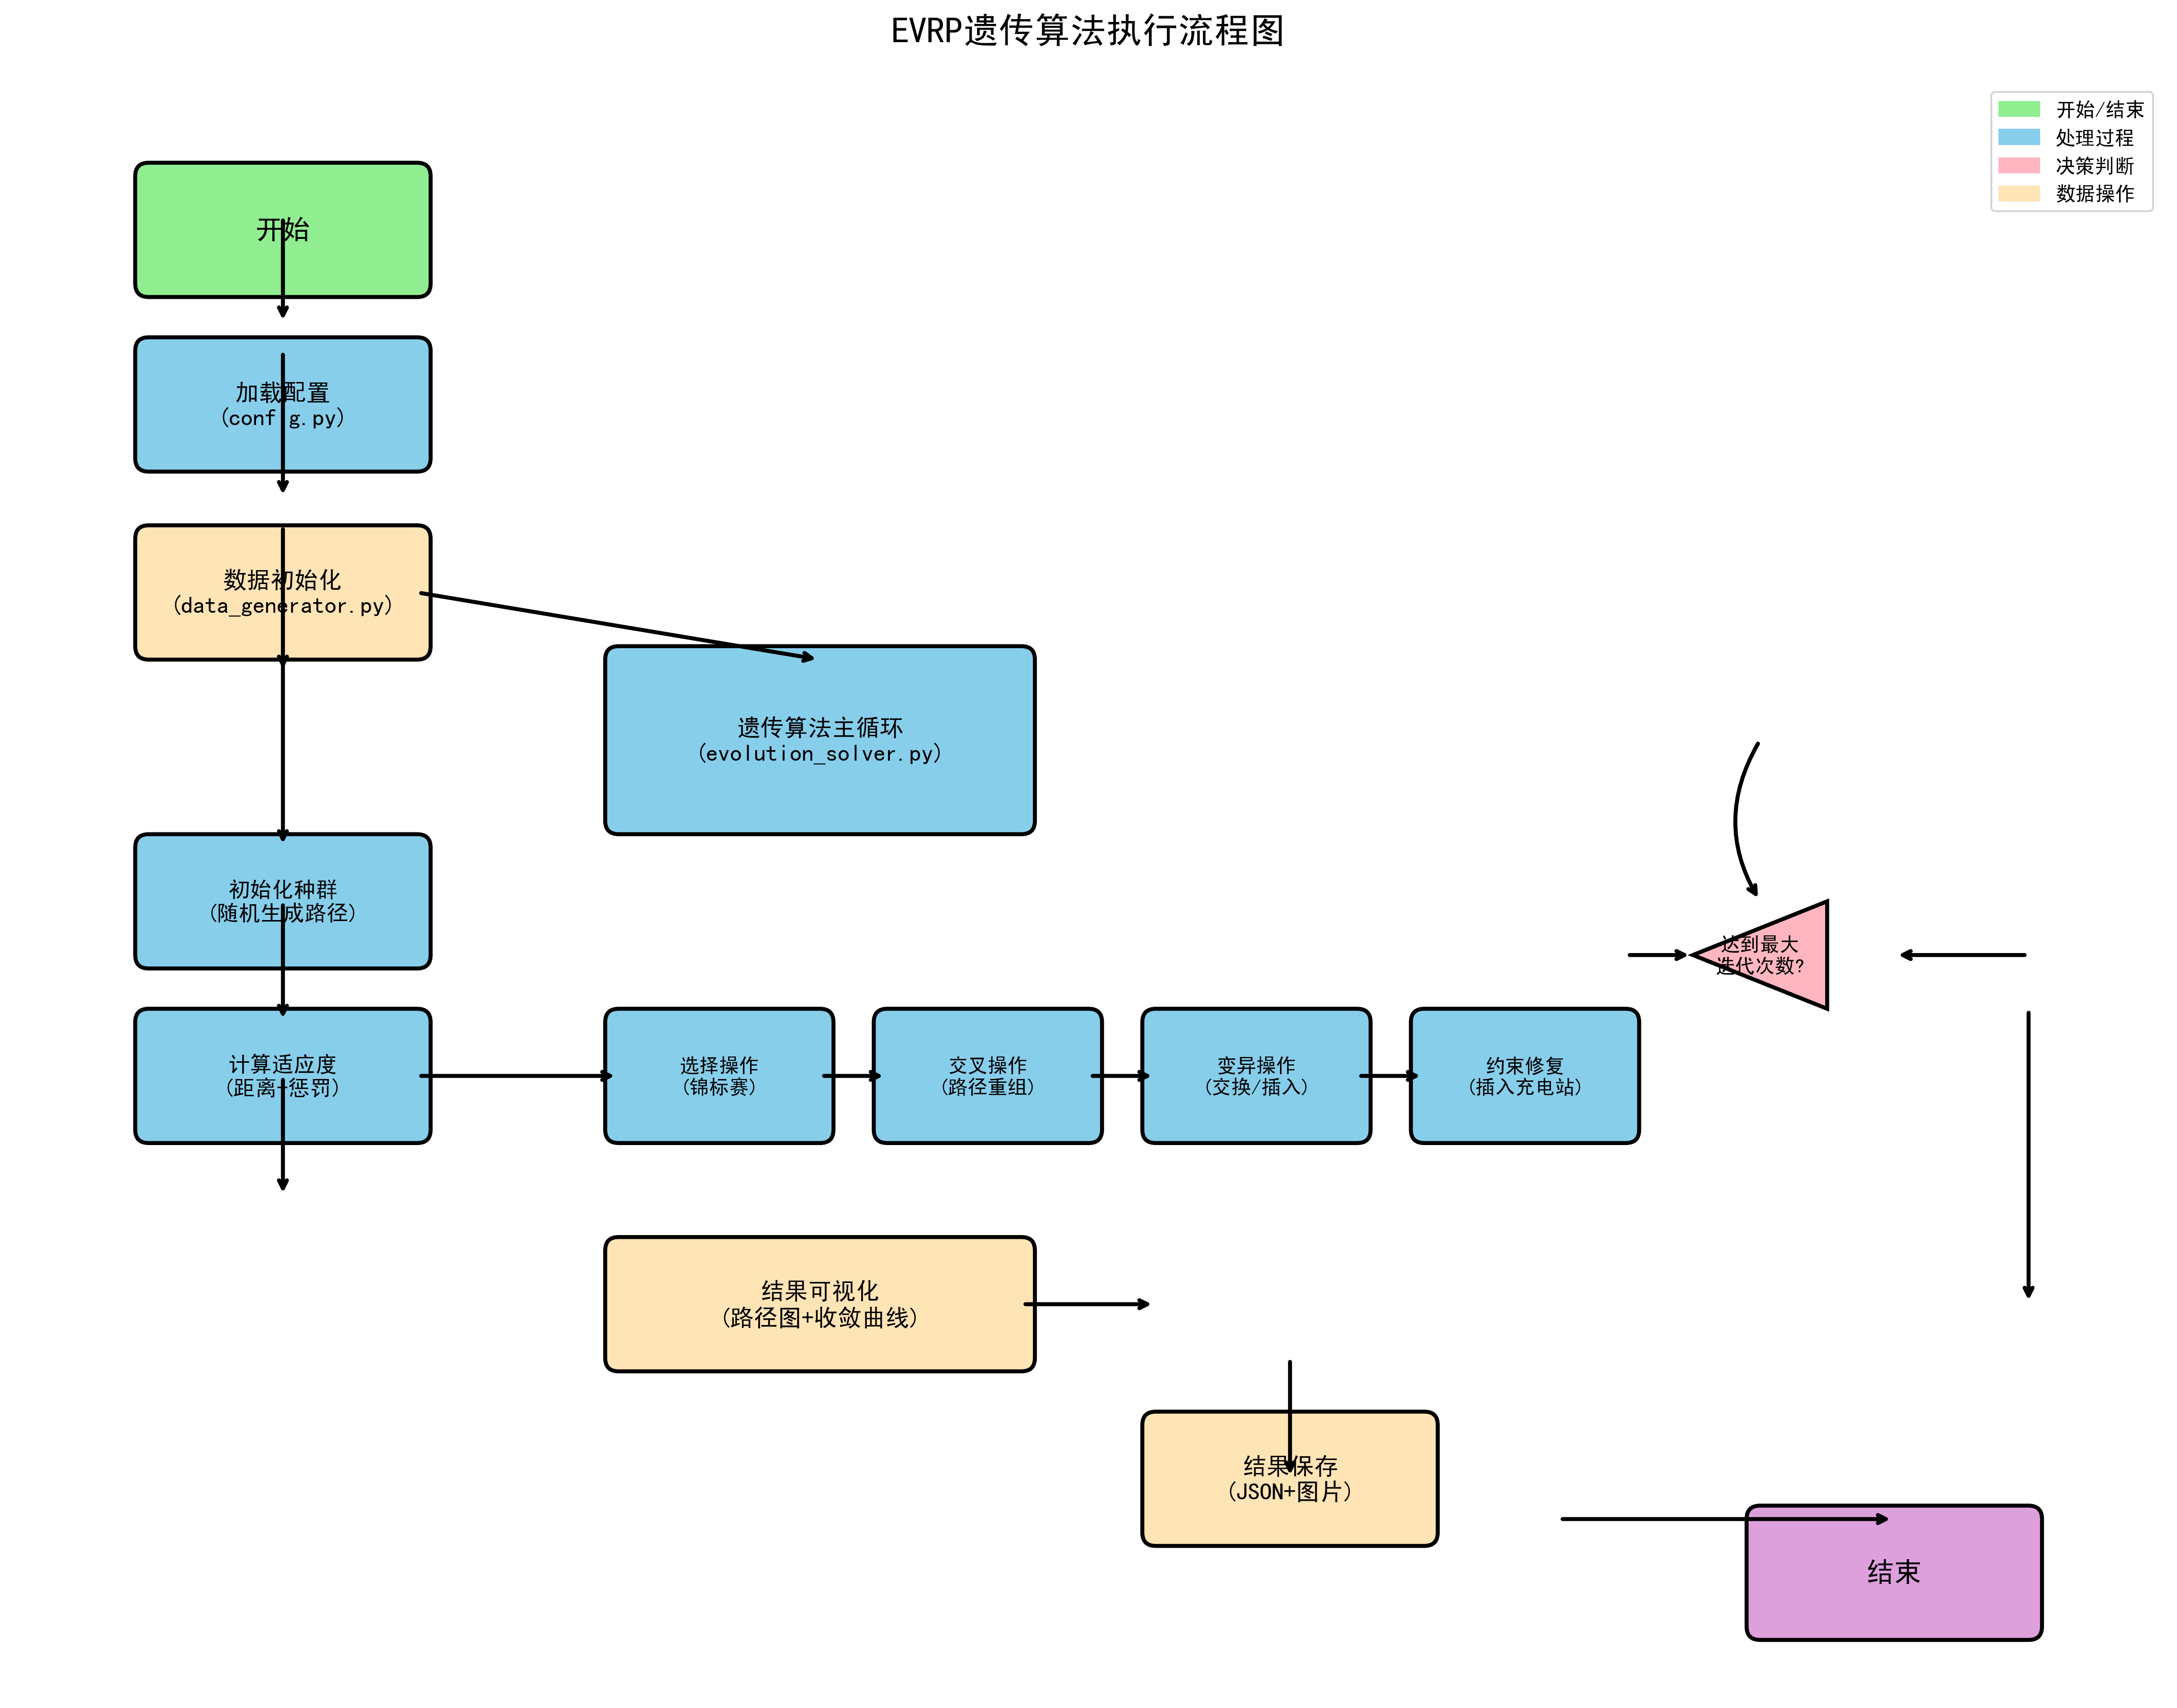 EVRP遗传算法执行流程图
开始/结束
处理过程
决策判断
数据操作
开始
加载配置
(conf g.py)
数据初始化
(data_generator.py)
遗传算法主循环
(evolution_solver.py)
初始化种群
(随机生成路径)
达到最大
迭代次数?
计算适应度
(距离+惩罚)
选择操作
(锦标赛)
交叉操作
(路径重组)
变异操作
(交换/插入)
约束修复
(插入充电站)
结果可视化
(路径图+收敛曲线)
结果保存
(JSON+图片)
结束